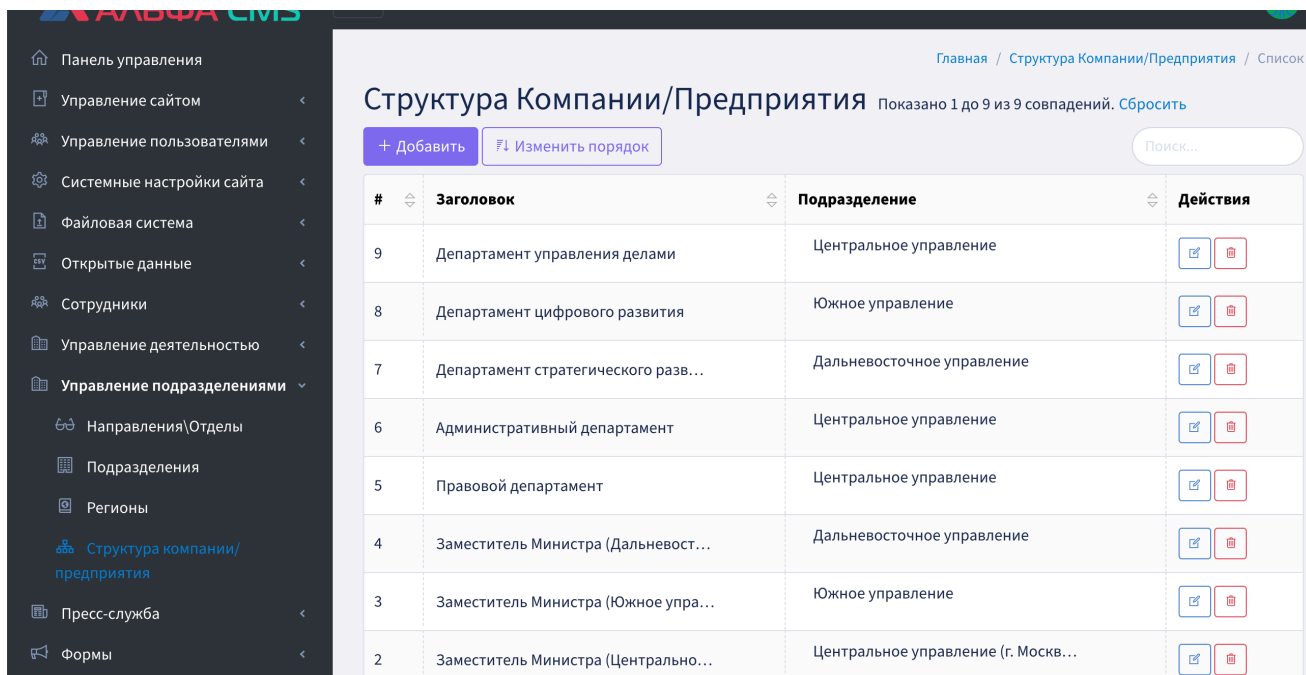 АЛЬФА CMS
Панель управления
Управление сайтом
Управление пользователями
Системные настройки сайта
Файловая система
Открытые данные
Сотрудники
Управление деятельностью
Управление подразделениями
Направления\Отделы
Подразделения
Регионы
Структура компании/
предприятия
Пресс-служба
Формы
Главная / Структура Компании/Предприятия / Список
Структура Компании/Предприятия Показано 1 до 9 из 9 совпадений. Сбросить
+ Добавить Изменить порядок Поиск...
# Заголовок Подразделение Действия
9 Департамент управления делами Центральное управление
8 Департамент цифрового развития Южное управление
7 Департамент стратегического разв... Дальневосточное управление
6 Административный департамент Центральное управление
5 Правовой департамент Центральное управление
4 Заместитель Министра (Дальневост... Дальневосточное управление
3 Заместитель Министра (Южное упра... Южное управление
2 Заместитель Министра (Центрально... Центральное управление (г. Москв...